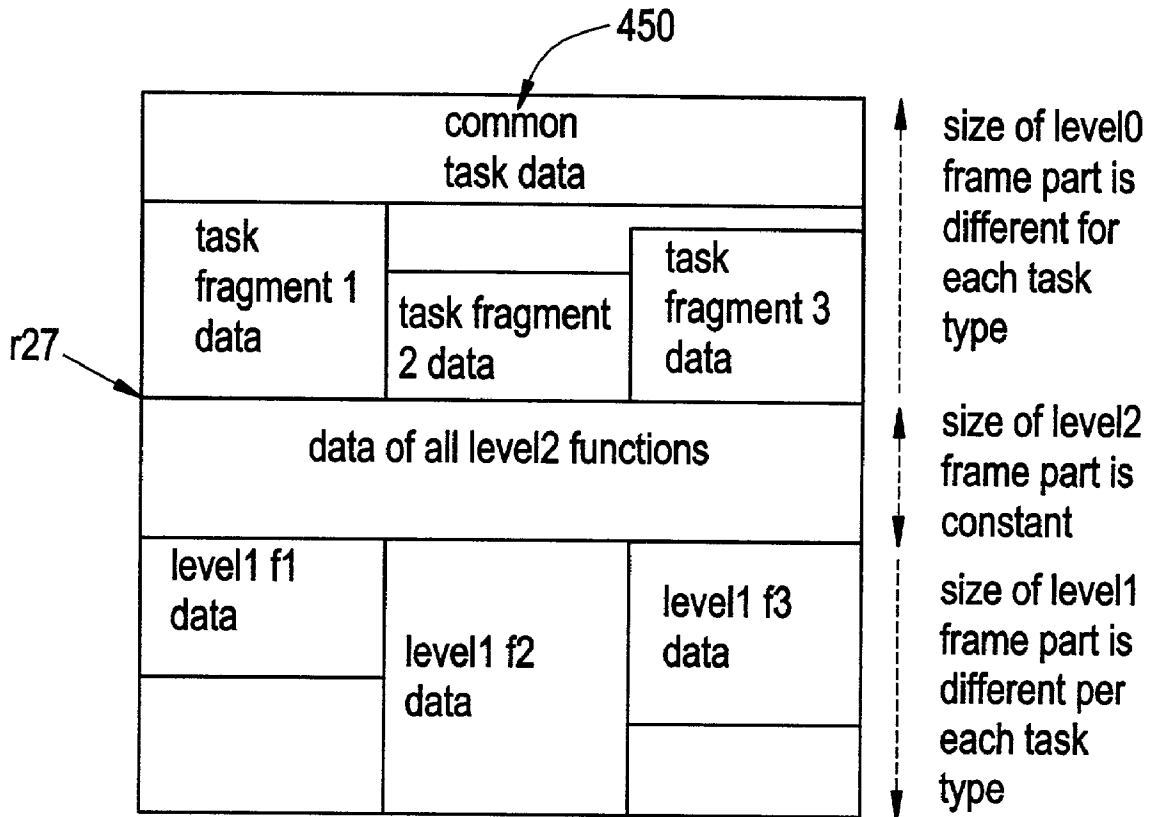 450
common
task data
size of level0
frame part is
different for
each task
type
task
fragment 1
data
task fragment
2 data
task
fragment 3
data
r27
data of all level2 functions
size of level2
frame part is
constant
level1 f1
data
level1 f2
data
level1 f3
data
size of level1
frame part is
different per
each task
type